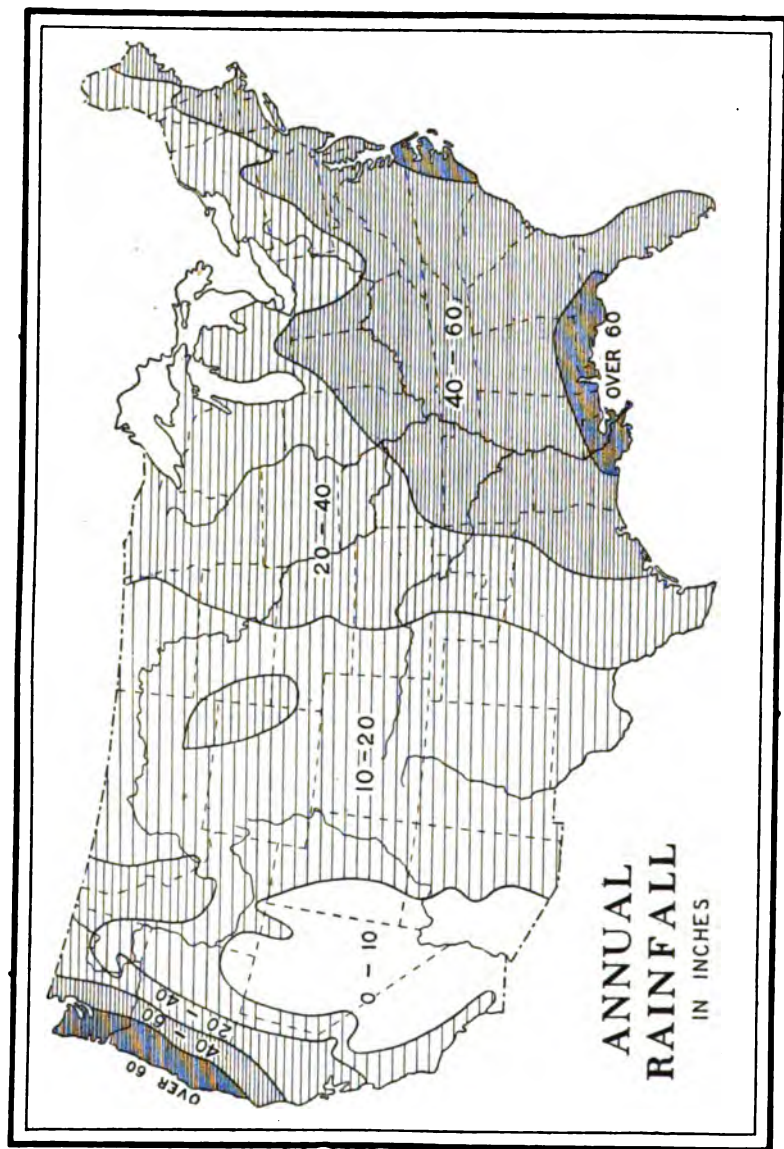 ANNUAL
RAINFALL
IN INCHES
OVER 60
40 – 60
20 – 40
0 – 10
10 – 20
20 – 40
40 – 60
OVER 60